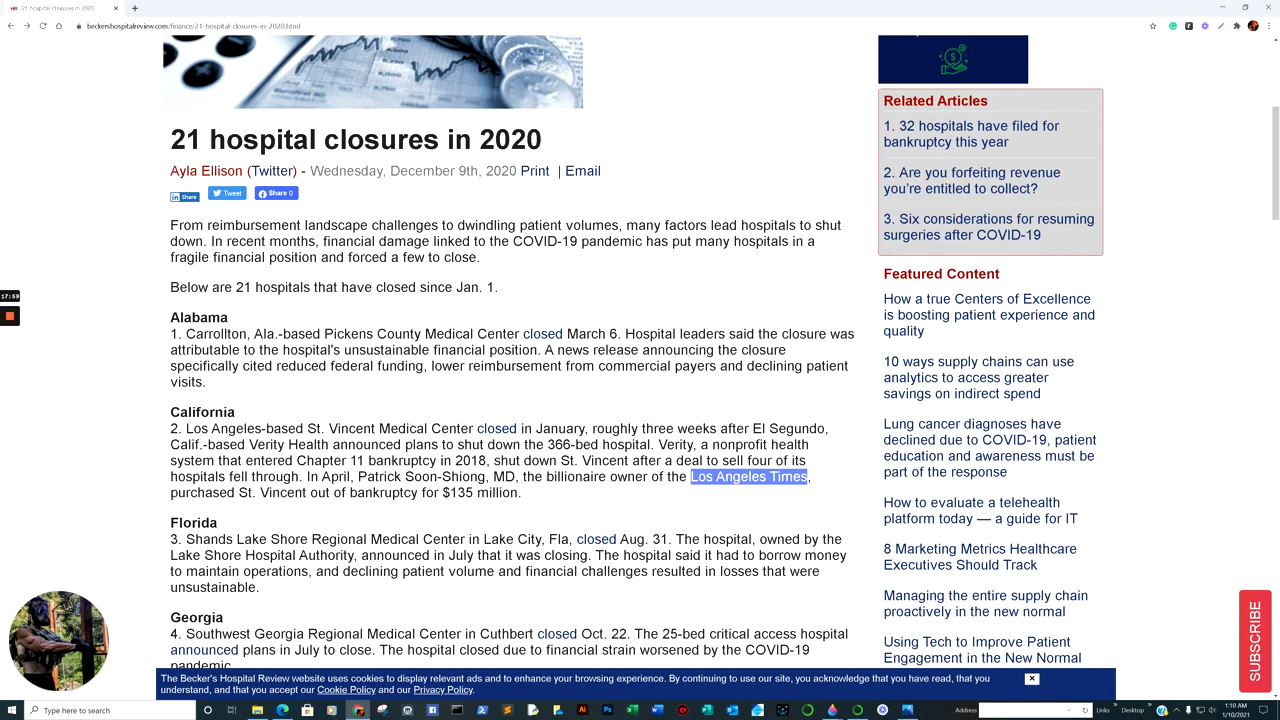 21 hospital closures in 2020
beckershospitalreview.com/finance/21-hospital-closures-in-2020.html
21 hospital closures in 2020
Ayla Ellison (Twitter) - Wednesday, December 9th, 2020 Print | Email
Share Tweet Share 0
From reimbursement landscape challenges to dwindling patient volumes, many factors lead hospitals to shut
down. In recent months, financial damage linked to the COVID-19 pandemic has put many hospitals in a
fragile financial position and forced a few to close.
Below are 21 hospitals that have closed since Jan. 1.
Alabama
1. Carrollton, Ala.-based Pickens County Medical Center closed March 6. Hospital leaders said the closure was
attributable to the hospital's unsustainable financial position. A news release announcing the closure
specifically cited reduced federal funding, lower reimbursement from commercial payers and declining patient
visits.
California
2. Los Angeles-based St. Vincent Medical Center closed in January, roughly three weeks after El Segundo,
Calif.-based Verity Health announced plans to shut down the 366-bed hospital. Verity, a nonprofit health
system that entered Chapter 11 bankruptcy in 2018, shut down St. Vincent after a deal to sell four of its
hospitals fell through. In April, Patrick Soon-Shiong, MD, the billionaire owner of the Los Angeles Times,
purchased St. Vincent out of bankruptcy for $135 million.
Florida
3. Shands Lake Shore Regional Medical Center in Lake City, Fla, closed Aug. 31. The hospital, owned by the
Lake Shore Hospital Authority, announced in July that it was closing. The hospital said it had to borrow money
to maintain operations, and declining patient volume and financial challenges resulted in losses that were
unsustainable.
Georgia
4. Southwest Georgia Regional Medical Center in Cuthbert closed Oct. 22. The 25-bed critical access hospital
announced plans in July to close. The hospital closed due to financial strain worsened by the COVID-19
pandemic.
Related Articles
1. 32 hospitals have filed for
bankruptcy this year
2. Are you forfeiting revenue
you're entitled to collect?
3. Six considerations for resuming
surgeries after COVID-19
Featured Content
How a true Centers of Excellence
is boosting patient experience and
quality
10 ways supply chains can use
analytics to access greater
savings on indirect spend
Lung cancer diagnoses have
declined due to COVID-19, patient
education and awareness must be
part of the response
How to evaluate a telehealth
platform today — a guide for IT
8 Marketing Metrics Healthcare
Executives Should Track
Managing the entire supply chain
proactively in the new normal
Using Tech to Improve Patient
Engagement in the New Normal
17:59
SUBSCRIBE
The Becker's Hospital Review website uses cookies to display relevant ads and to enhance your browsing experience. By continuing to use our site, you acknowledge that you have read, that you
understand, and that you accept our Cookie Policy and our Privacy Policy.
Type here to search
Address
Links
Desktop
1:10 AM
1/10/2021